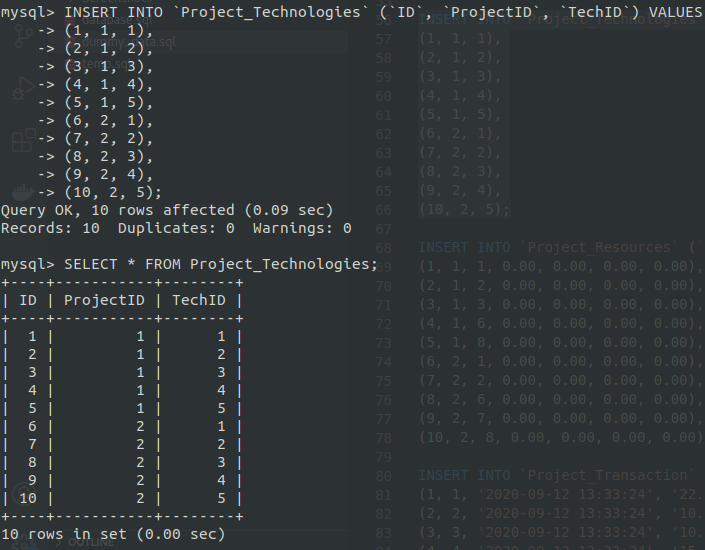 mysql> INSERT INTO `Project_Technologies` (`ID`, `ProjectID`, `TechID`) VALUES
-> (1, 1, 1),
-> (2, 1, 2),
-> (3, 1, 3),
-> (4, 1, 4),
-> (5, 1, 5),
-> (6, 2, 1),
-> (7, 2, 2),
-> (8, 2, 3),
-> (9, 2, 4),
-> (10, 2, 5);
Query OK, 10 rows affected (0.09 sec)
Records: 10  Duplicates: 0  Warnings: 0
mysql> SELECT * FROM Project_Technologies;
+----+-----------+--------+
| ID | ProjectID | TechID |
+----+-----------+--------+
|  1 |         1 |      1 |
|  2 |         1 |      2 |
|  3 |         1 |      3 |
|  4 |         1 |      4 |
|  5 |         1 |      5 |
|  6 |         2 |      1 |
|  7 |         2 |      2 |
|  8 |         2 |      3 |
|  9 |         2 |      4 |
| 10 |         2 |      5 |
+----+-----------+--------+
10 rows in set (0.00 sec)
database.sql
dummy_data.sql
temp.sql
OUTLINE
56 INSERT INTO `Project_Technologies`
57 (1, 1, 1),
58 (2, 1, 2),
59 (3, 1, 3),
60 (4, 1, 4),
61 (5, 1, 5),
62 (6, 2, 1),
63 (7, 2, 2),
64 (8, 2, 3),
65 (9, 2, 4),
66 (10, 2, 5);
67
68 INSERT INTO `Project_Resources` (`
69 (1, 1, 1, 0.00, 0.00, 0.00, 0.00),
70 (2, 1, 2, 0.00, 0.00, 0.00, 0.00),
71 (3, 1, 3, 0.00, 0.00, 0.00, 0.00),
72 (4, 1, 6, 0.00, 0.00, 0.00, 0.00),
73 (5, 1, 8, 0.00, 0.00, 0.00, 0.00),
74 (6, 2, 1, 0.00, 0.00, 0.00, 0.00),
75 (7, 2, 2, 0.00, 0.00, 0.00, 0.00),
76 (8, 2, 6, 0.00, 0.00, 0.00, 0.00),
77 (9, 2, 7, 0.00, 0.00, 0.00, 0.00),
78 (10, 2, 8, 0.00, 0.00, 0.00, 0.00)
79
80 INSERT INTO `Project_Transaction`
81 (1, 1, '2020-09-12 13:33:24', '22.
82 (2, 2, '2020-09-12 13:33:24', '10.
83 (3, 3, '2020-09-12 13:33:24', '10.